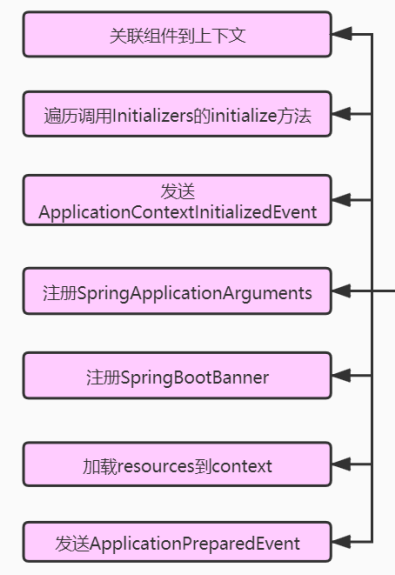 关联组件到上下文
遍历调用Initializers的initialize方法
发送
ApplicationContextInitializedEvent
注册SpringApplicationArguments
注册SpringBootBanner
加载resources到context
发送ApplicationPreparedEvent